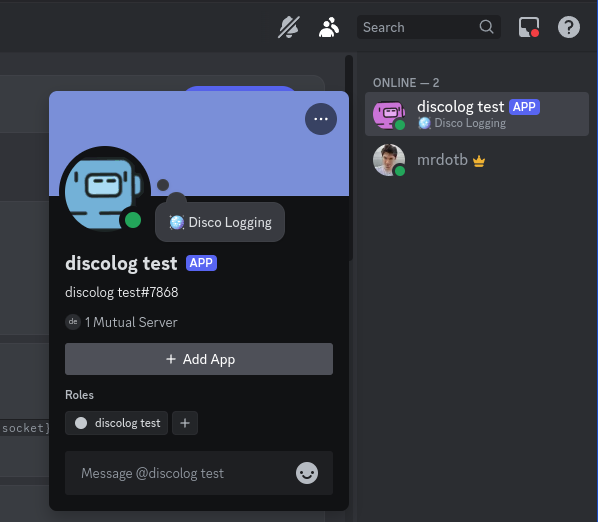 Search
ONLINE — 2
discolog test APP
Disco Logging
mrdotb
Disco Logging
discolog test APP
discolog test#7868
de 1 Mutual Server
+ Add App
Roles
discolog test +
socket}
Message @discolog test